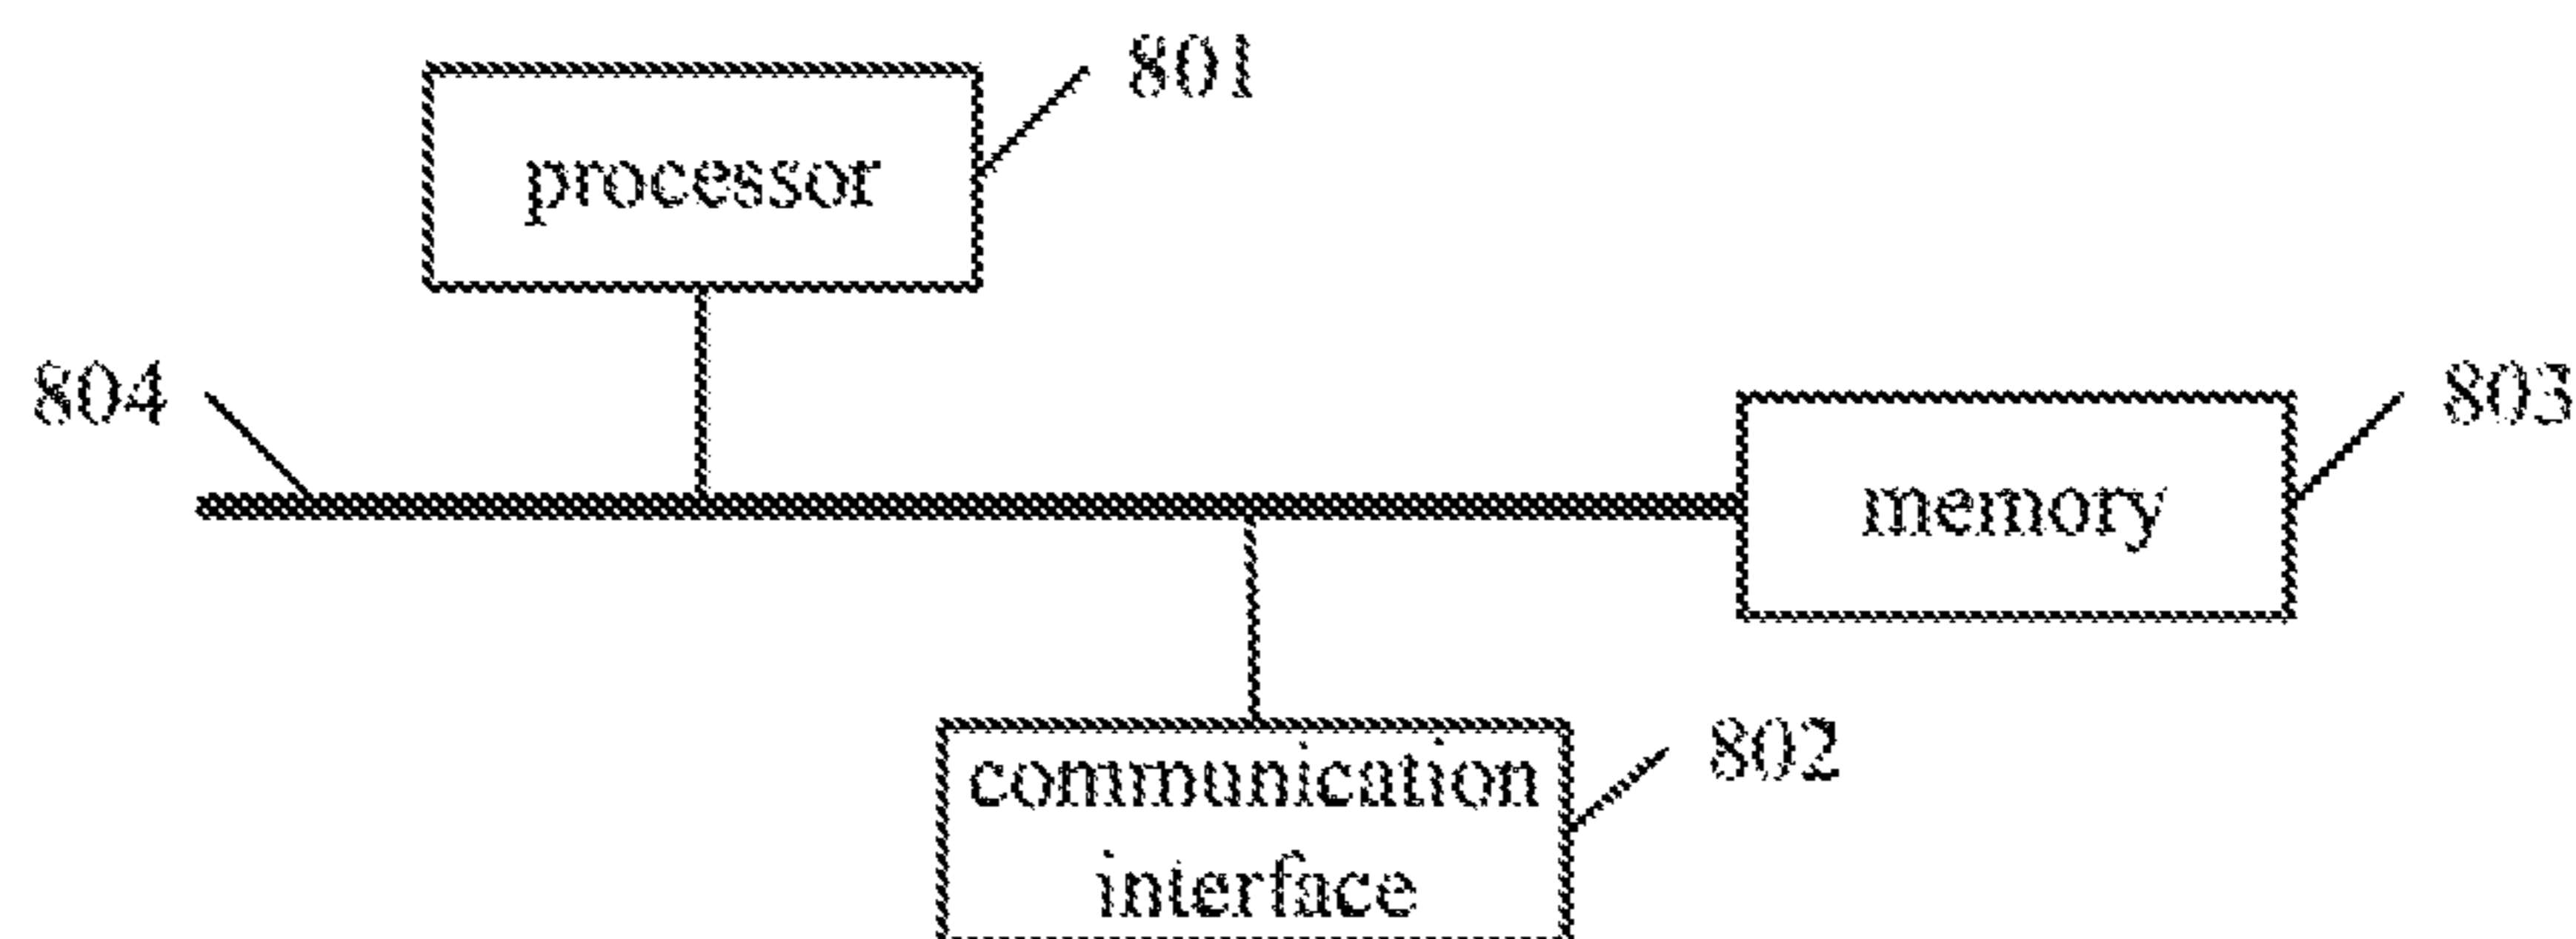 801
processor
804
803
memory
802
communication
interface